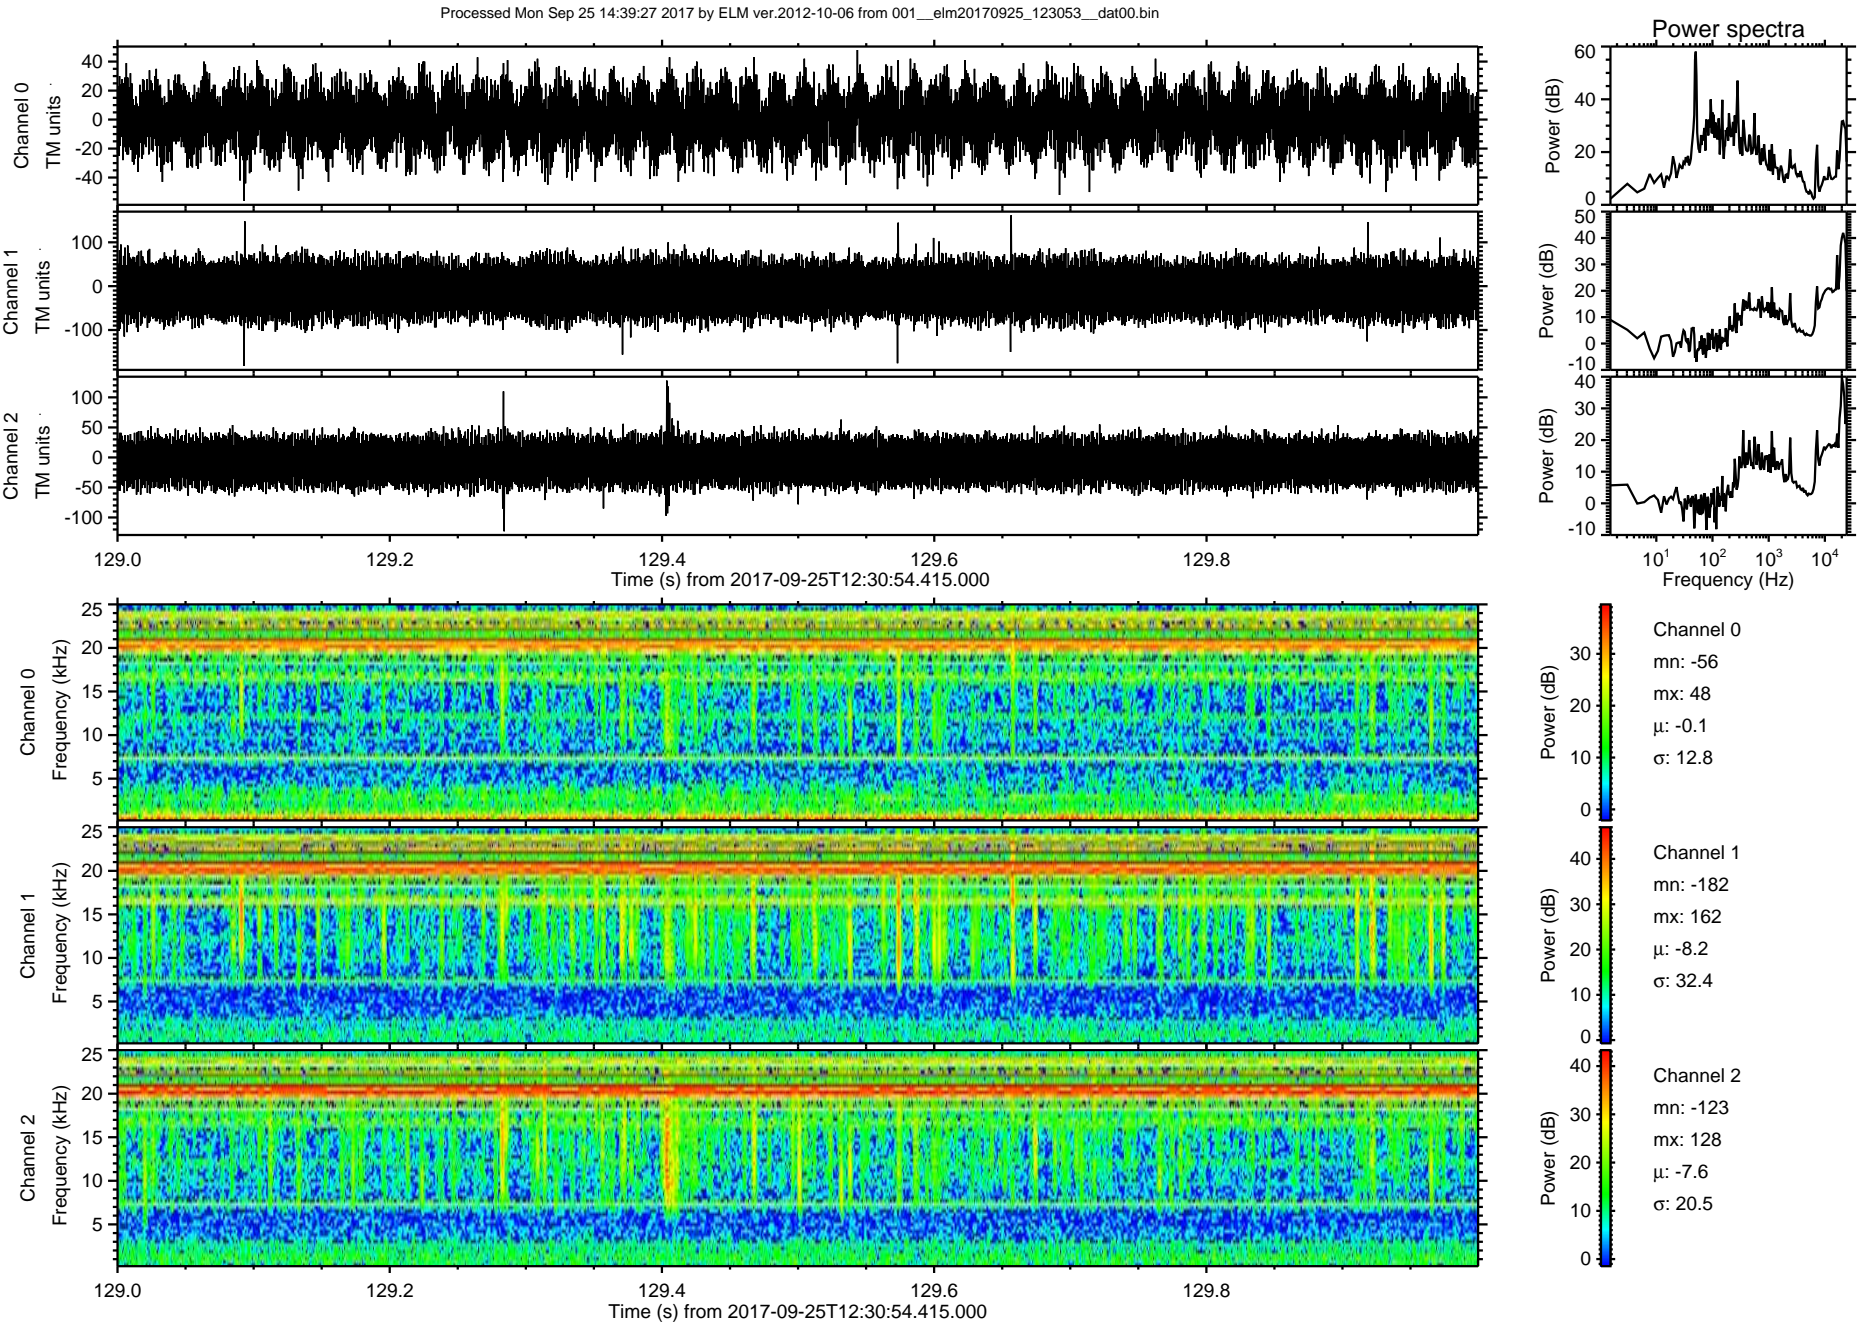 Processed Mon Sep 25 14:39:27 2017 by ELM ver.2012-10-06 from 001__elm20170925_123053__dat00.bin
Power spectra
Channel 0
TM units
40
20
0
-20
-40
Power (dB)
60
40
20
0
Channel 1
TM units
100
0
-100
Power (dB)
50
40
30
20
10
0
-10
Channel 2
TM units
100
50
0
-50
-100
Power (dB)
40
30
20
10
0
-10
129.0 129.2 129.4 129.6 129.8
Time (s) from 2017-09-25T12:30:54.415.000
10¹ 10² 10³ 10⁴
Frequency (Hz)
Channel 0
Frequency (kHz)
25
20
15
10
5
Power (dB)
30
20
10
0
Channel 0
mn: -56
mx: 48
μ: -0.1
σ: 12.8
Channel 1
Frequency (kHz)
25
20
15
10
5
Power (dB)
40
30
20
10
0
Channel 1
mn: -182
mx: 162
μ: -8.2
σ: 32.4
Channel 2
Frequency (kHz)
25
20
15
10
5
Power (dB)
40
30
20
10
0
Channel 2
mn: -123
mx: 128
μ: -7.6
σ: 20.5
129.0 129.2 129.4 129.6 129.8
Time (s) from 2017-09-25T12:30:54.415.000